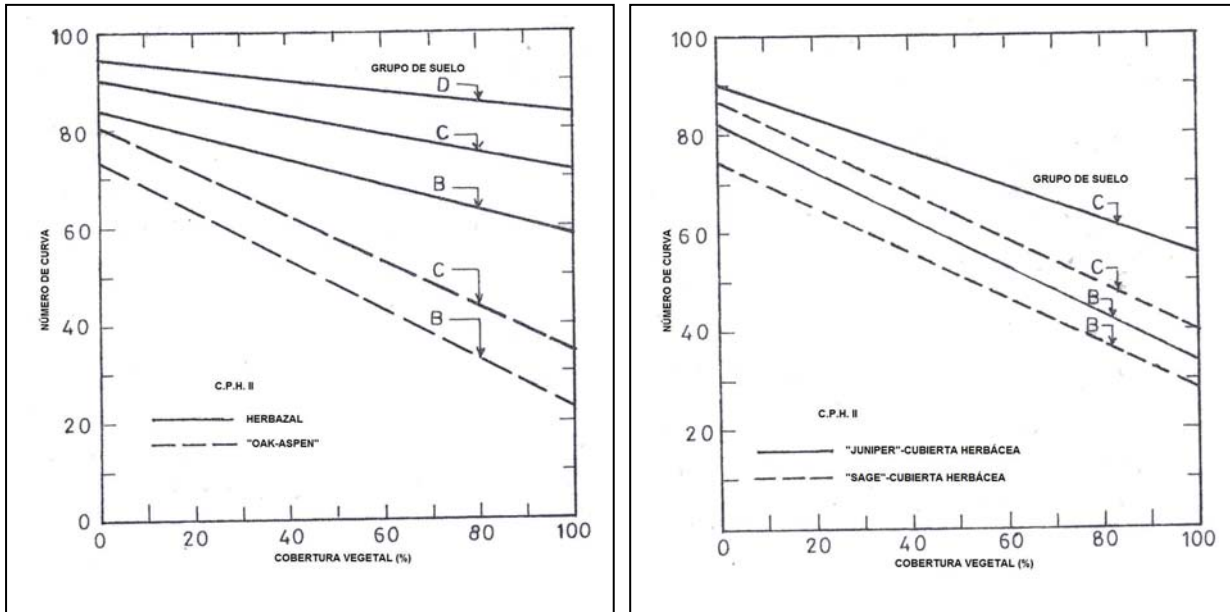 100
80
60
40
20
0
NÚMERO DE CURVA
GRUPO DE SUELO
D
C
B
C
B
C.P.H. II
HERBAZAL
"OAK-ASPEN"
0 20 40 60 80 100
COBERTURA VEGETAL (%)
100
80
60
40
20
0
NÚMERO DE CURVA
GRUPO DE SUELO
C
C
B
B
C.P.H. II
"JUNIPER"-CUBIERTA HERBÁCEA
"SAGE"-CUBIERTA HERBÁCEA
0 20 40 60 80 100
COBERTURA VEGETAL (%)